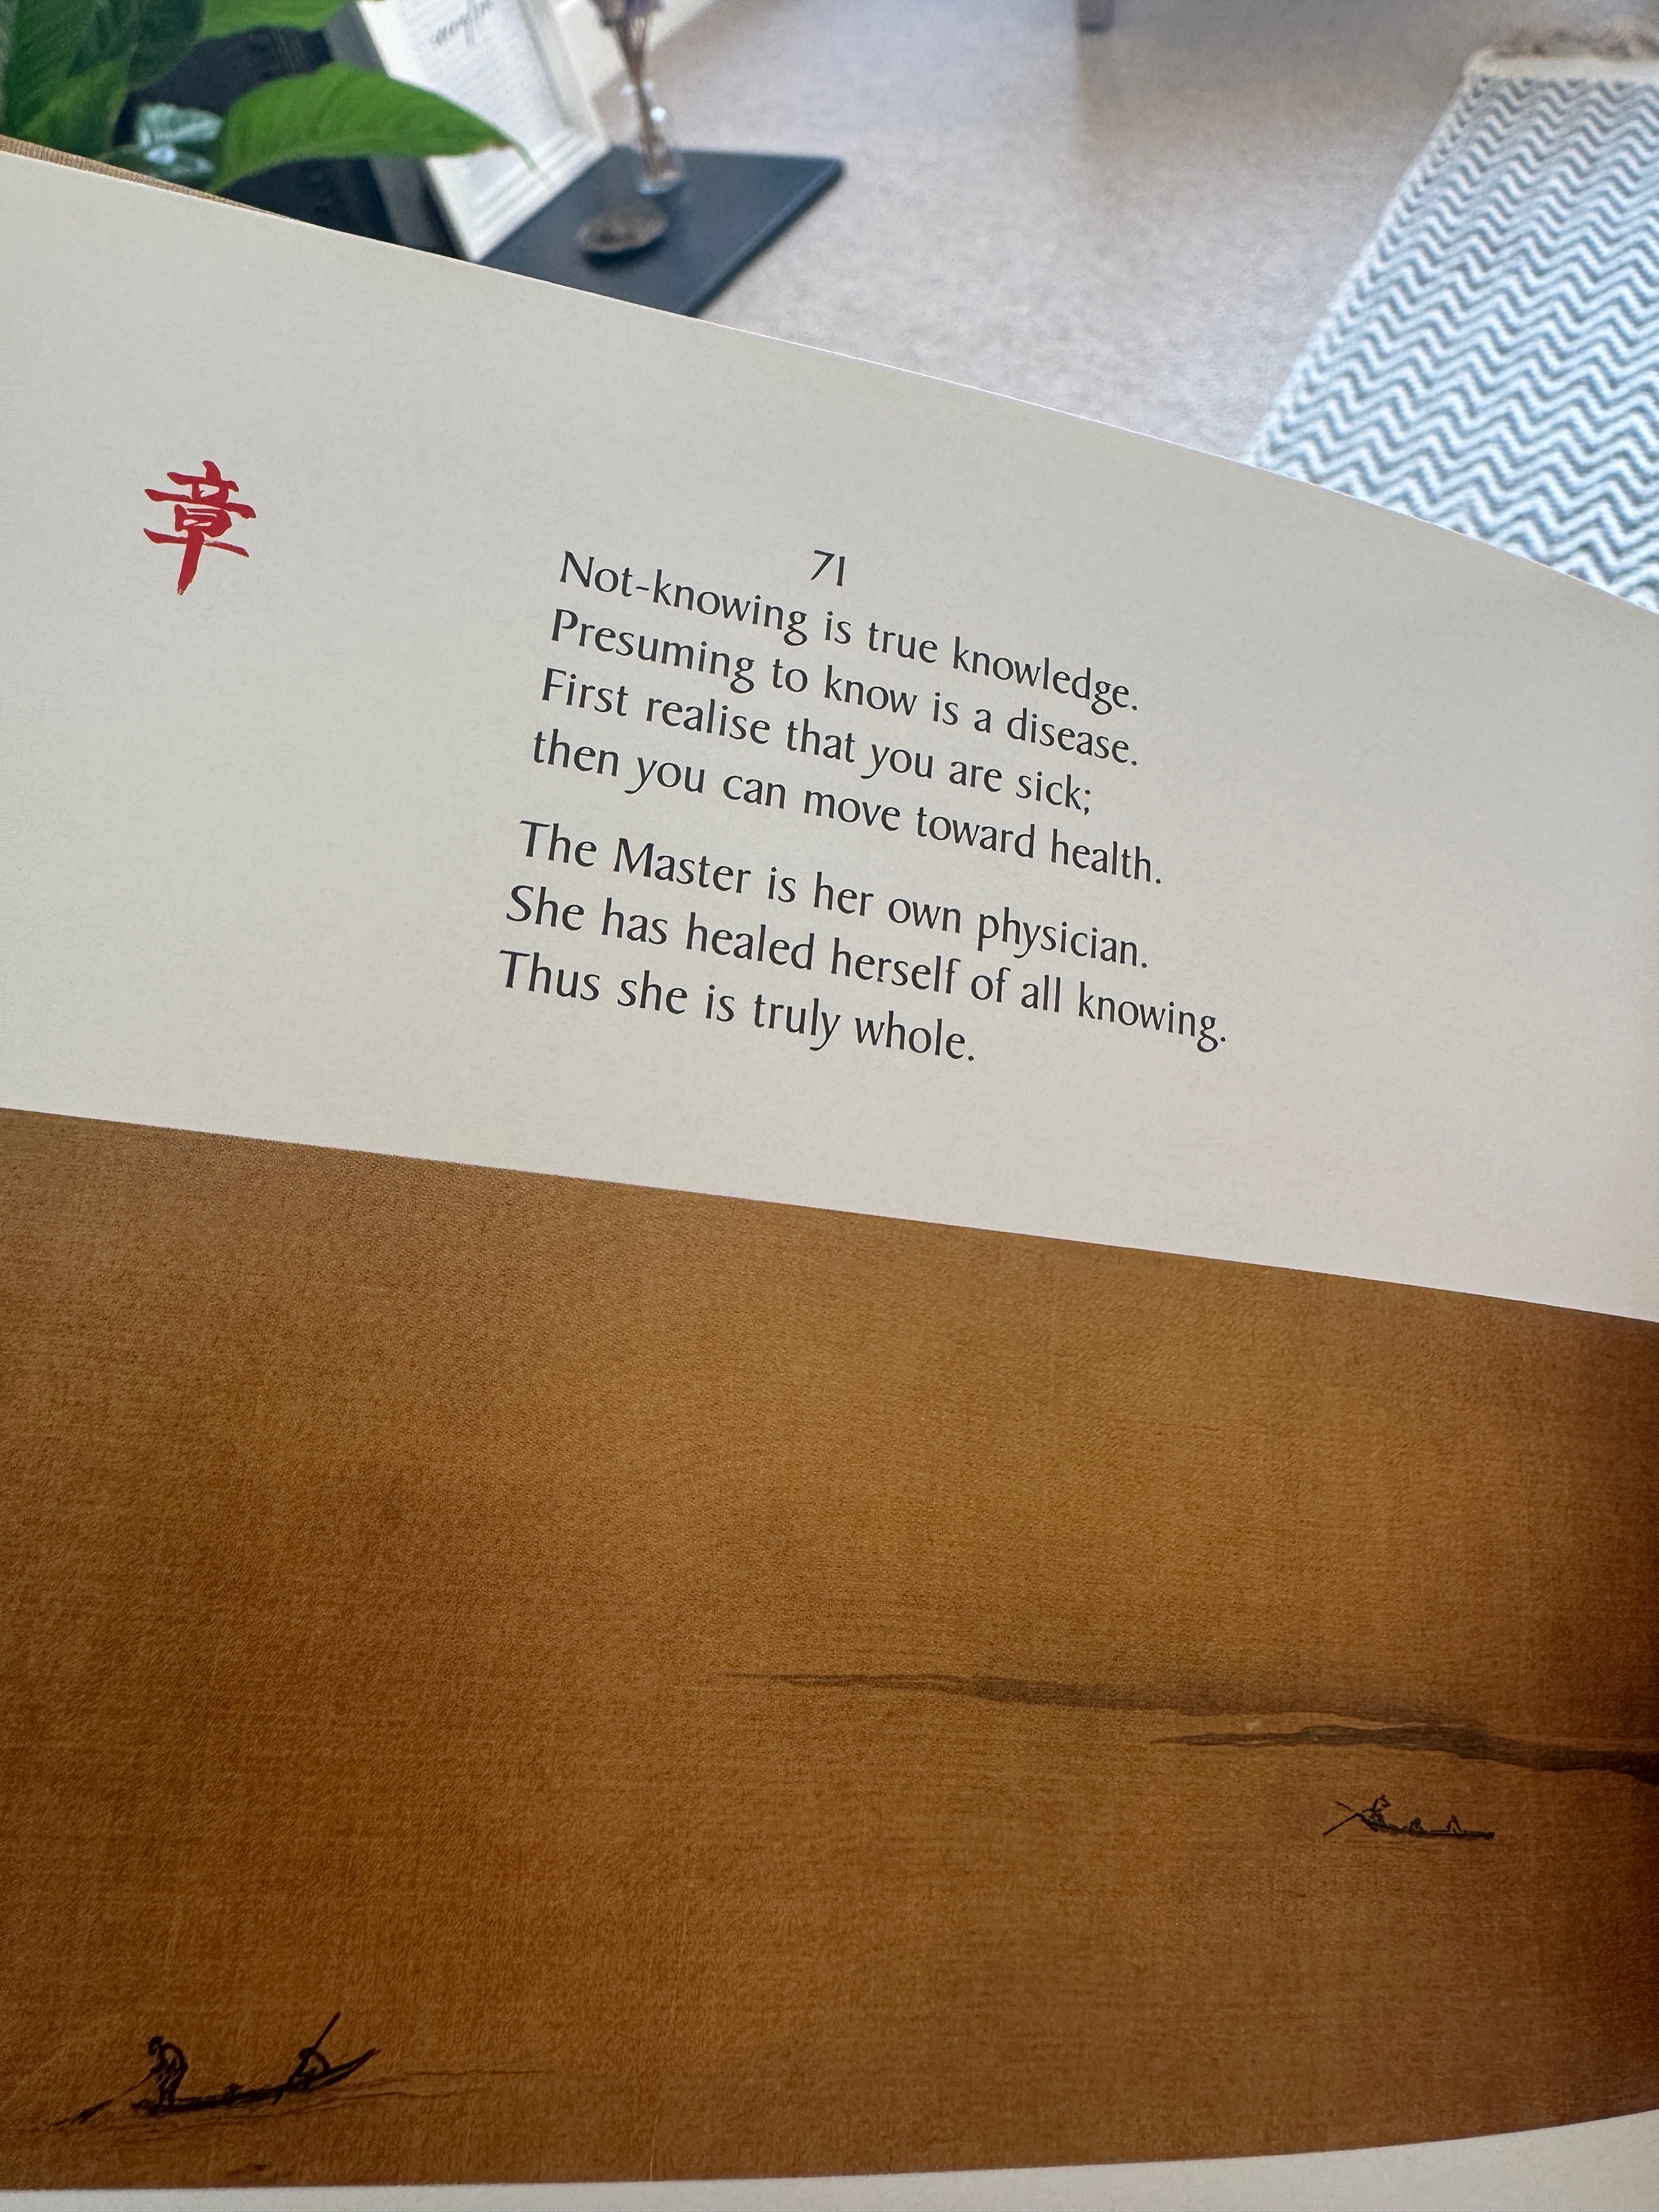 章
71
Not-knowing is true knowledge.
Presuming to know is a disease.
First realise that you are sick;
then you can move toward health.
The Master is her own physician.
She has healed herself of all knowing.
Thus she is truly whole.